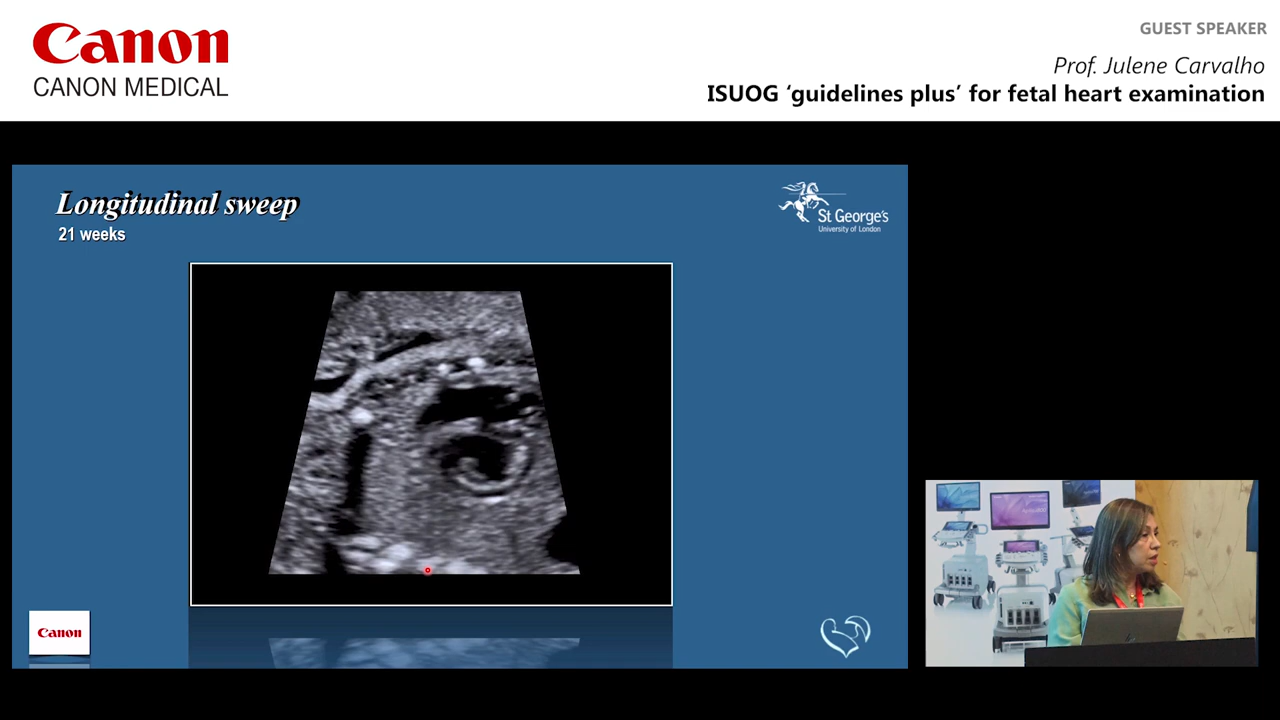 Canon
CANON MEDICAL
GUEST SPEAKER
Prof. Julene Carvalho
ISUOG ‘guidelines plus’ for fetal heart examination
Longitudinal sweep
21 weeks
St George's
University of London
Canon